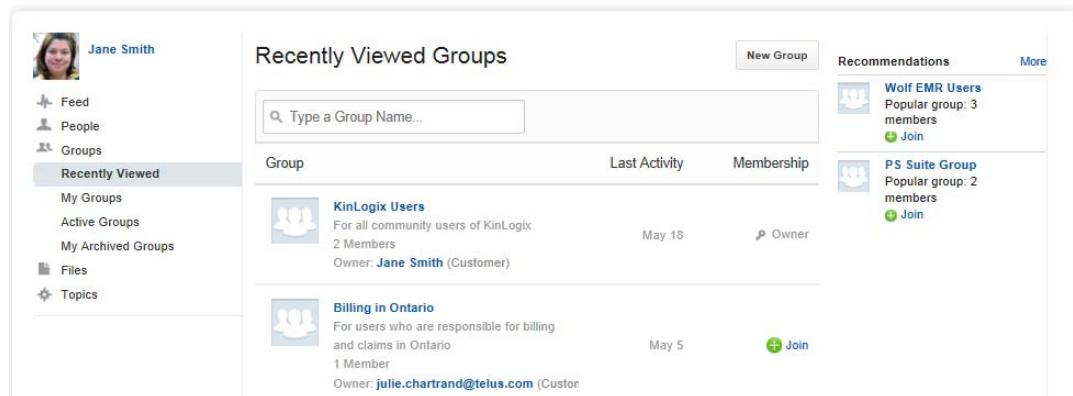 Jane Smith
Feed
People
Groups
Recently Viewed
My Groups
Active Groups
My Archived Groups
Files
Topics
Recently Viewed Groups
New Group
Type a Group Name...
Group Last Activity Membership
KinLogix Users
For all community users of KinLogix
2 Members
Owner: Jane Smith (Customer)
May 18
Owner
Billing in Ontario
For users who are responsible for billing
and claims in Ontario
1 Member
Owner: julie.chartrand@telus.com (Custor
May 5
Join
Recommendations More
Wolf EMR Users
Popular group: 3
members
Join
PS Suite Group
Popular group: 2
members
Join